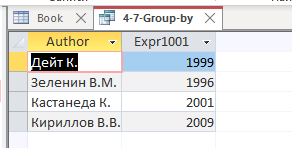 Book 4-7-Group-by
Author Expr1001
Дейт К. 1999
Зеленин В.М. 1996
Кастанеда К. 2001
Кириллов В.В. 2009